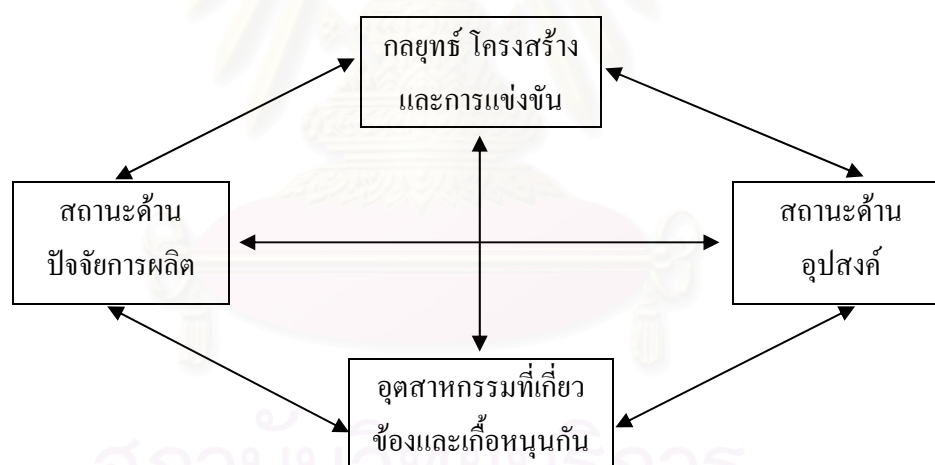 กลยุทธ์ โครงสร้าง
และการแข่งขัน
สถานะด้าน
ปัจจัยการผลิต
สถานะด้าน
อุปสงค์
อุตสาหกรรมที่เกี่ยว
ข้องและเกื้อหนุนกัน